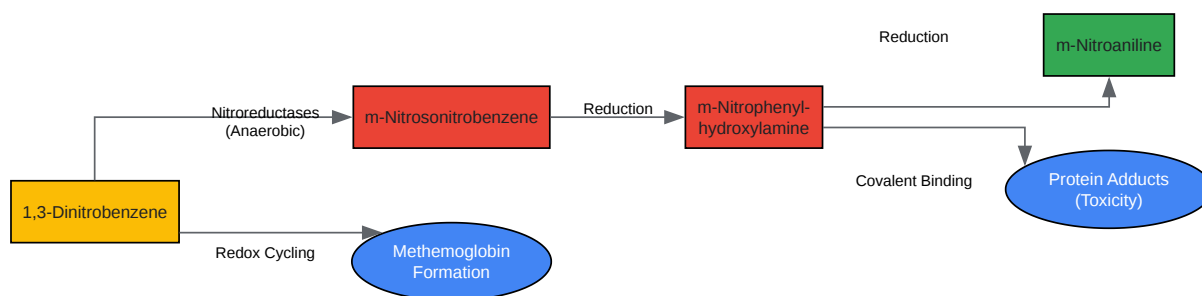 Reduction
m-Nitroaniline
Nitroreductases
(Anaerobic)
m-Nitrosonitrobenzene
Reduction
m-Nitrophenyl-
hydroxylamine
Covalent Binding
Protein Adducts
(Toxicity)
1,3-Dinitrobenzene
Redox Cycling
Methemoglobin
Formation